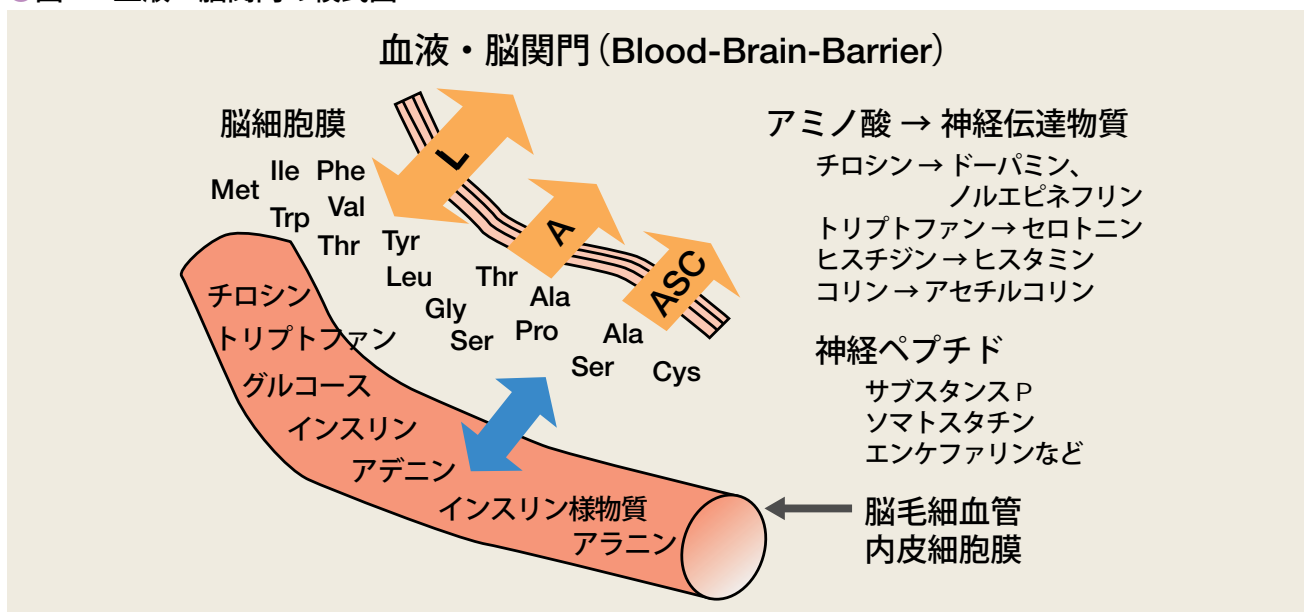 血液・脳関門(Blood-Brain-Barrier)
脳細胞膜
Ile Phe
Met
Val
Trp
Thr
Tyr
Leu
Gly
Ser
Thr
Ala
Pro
Ala
Ser
Cys
L
A
ASC
チロシン
トリプトファン
グルコース
インスリン
アデニン
インスリン様物質
アラニン
アミノ酸 → 神経伝達物質
チロシン → ドーパミン、
ノルエピネフリン
トリプトファン → セロトニン
ヒスチジン → ヒスタミン
コリン → アセチルコリン
神経ペプチド
サブスタンスP
ソマトスタチン
エンケファリンなど
脳毛細血管
内皮細胞膜